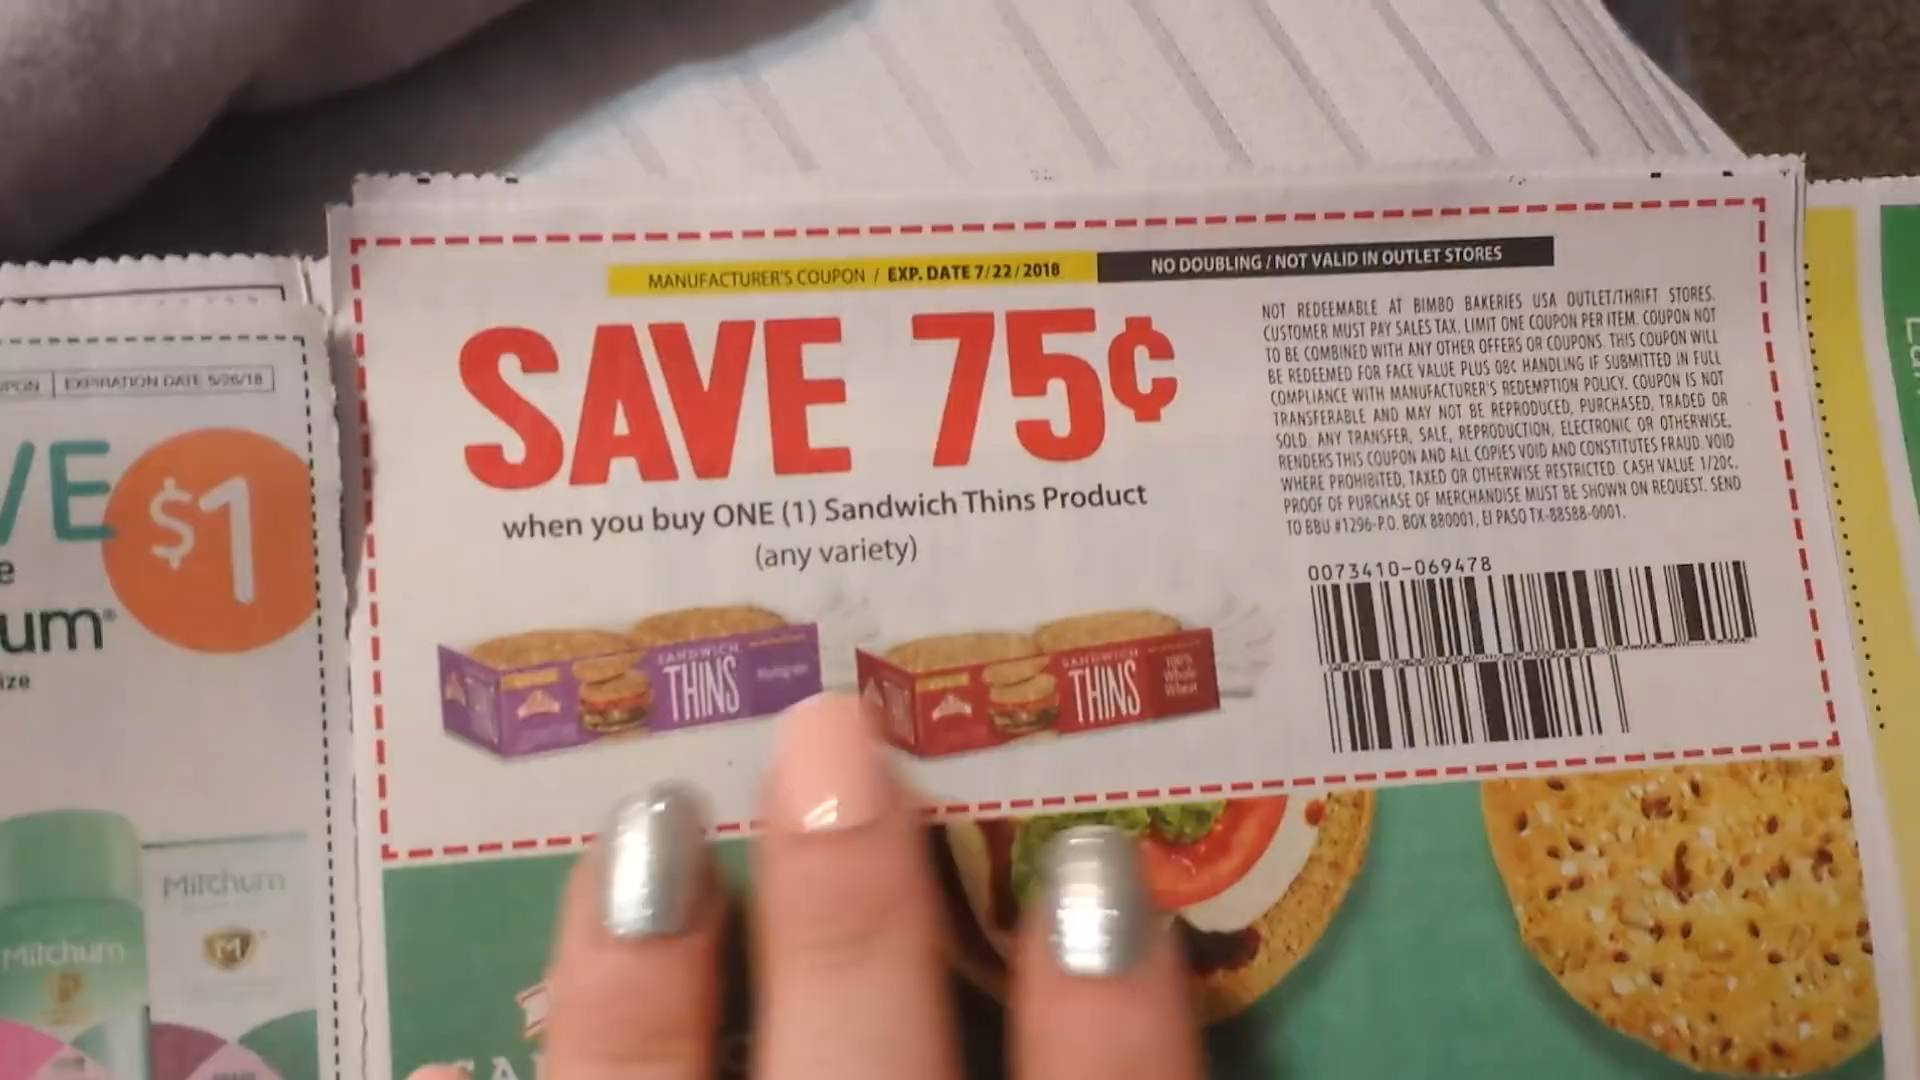 MANUFACTURER'S COUPON / EXP. DATE 7/22/2018
NO DOUBLING / NOT VALID IN OUTLET STORES
SAVE 75¢
when you buy ONE (1) Sandwich Thins Product
(any variety)
NOT REDEEMABLE AT BIMBO BAKERIES USA OUTLET/THRIFT STORES.
CUSTOMER MUST PAY SALES TAX. LIMIT ONE COUPON PER ITEM. COUPON NOT
TO BE COMBINED WITH ANY OTHER OFFERS OR COUPONS. THIS COUPON WILL
BE REDEEMED FOR FACE VALUE PLUS 08¢ HANDLING IF SUBMITTED IN FULL
COMPLIANCE WITH MANUFACTURER'S REDEMPTION POLICY. COUPON IS NOT
TRANSFERABLE AND MAY NOT BE REPRODUCED, PURCHASED, TRADED OR
SOLD. ANY TRANSFER, SALE, REPRODUCTION, ELECTRONIC OR OTHERWISE,
RENDERS THIS COUPON AND ALL COPIES VOID AND CONSTITUTES FRAUD. VOID
WHERE PROHIBITED, TAXED OR OTHERWISE RESTRICTED. CASH VALUE 1/20¢.
PROOF OF PURCHASE OF MERCHANDISE MUST BE SHOWN ON REQUEST. SEND
TO BBU #1296-P.O. BOX 880001, El PASO TX-88588-0001.
0073410-069478
SANDWICH
THINS
SANDWICH
THINS
100%
Whole
Wheat
UPON | EXPIRATION DATE 5/26/18
VE $1
e
um®
ize
Mitchum
M
Mitchum